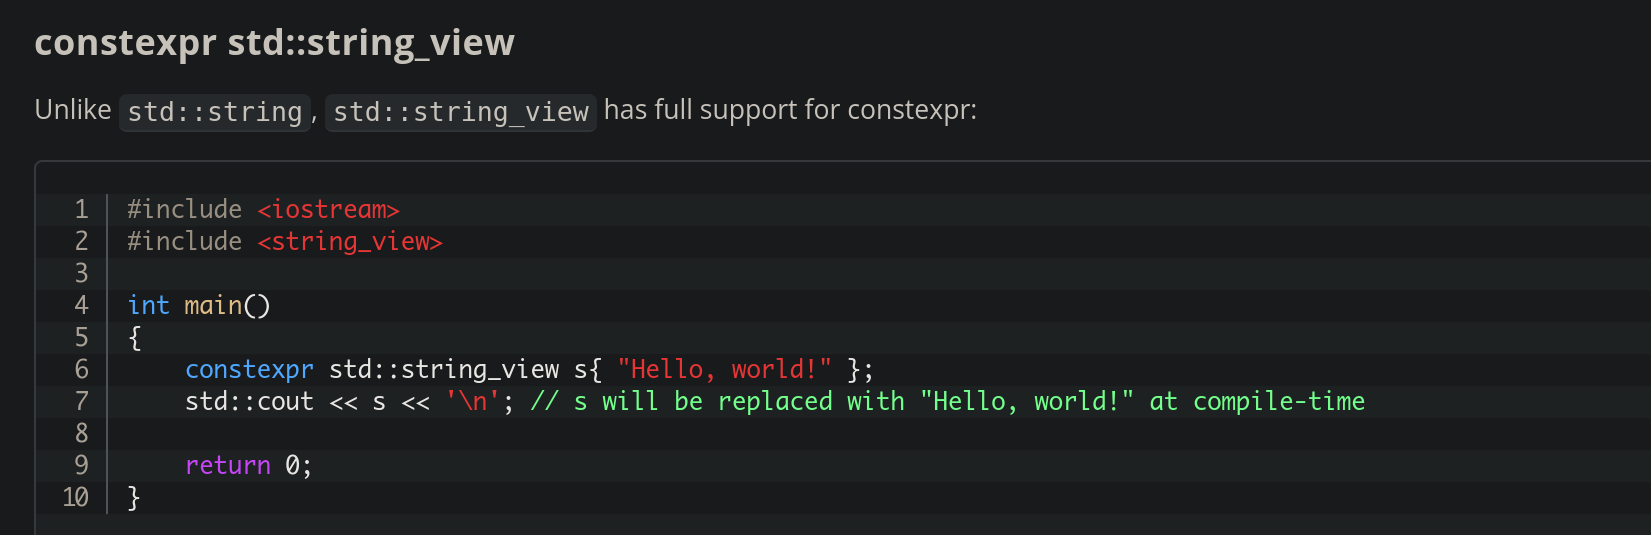 constexpr std::string_view
Unlike std::string, std::string_view has full support for constexpr:
1 #include <iostream>
2 #include <string_view>
3
4 int main()
5 {
6     constexpr std::string_view s{ "Hello, world!" };
7     std::cout << s << '\n'; // s will be replaced with "Hello, world!" at compile-time
8
9     return 0;
10 }